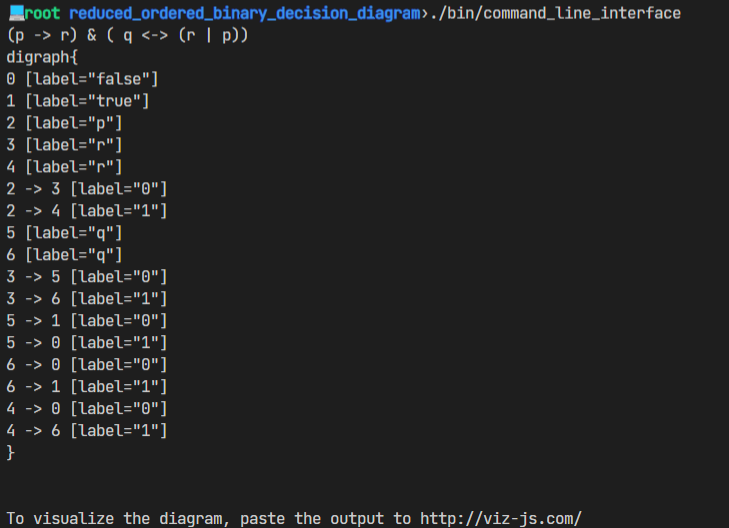 root reduced_ordered_binary_decision_diagram›./bin/command_line_interface
(p -> r) & ( q <-> (r | p))
digraph{
0 [label="false"]
1 [label="true"]
2 [label="p"]
3 [label="r"]
4 [label="r"]
2 -> 3 [label="0"]
2 -> 4 [label="1"]
5 [label="q"]
6 [label="q"]
3 -> 5 [label="0"]
3 -> 6 [label="1"]
5 -> 1 [label="0"]
5 -> 0 [label="1"]
6 -> 0 [label="0"]
6 -> 1 [label="1"]
4 -> 0 [label="0"]
4 -> 6 [label="1"]
}
To visualize the diagram, paste the output to http://viz-js.com/